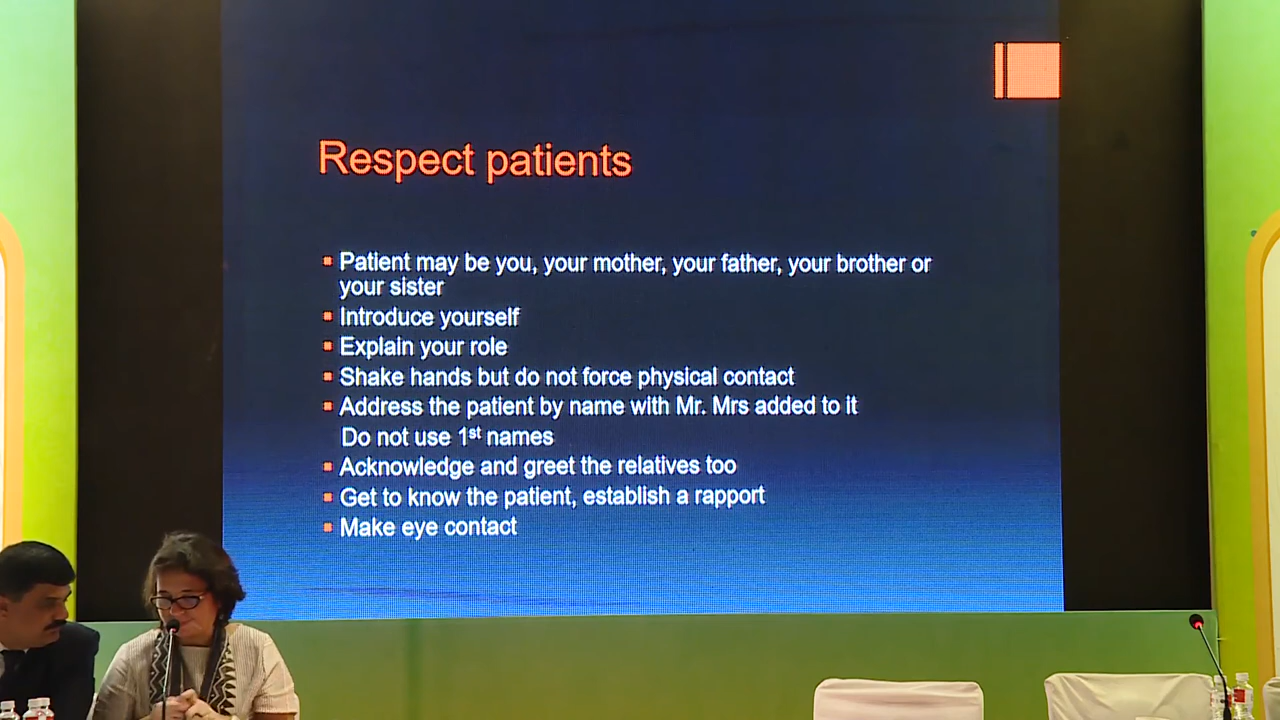 Respect patients
Patient may be you, your mother, your father, your brother or
your sister
Introduce yourself
Explain your role
Shake hands but do not force physical contact
Address the patient by name with Mr. Mrs added to it
Do not use 1st names
Acknowledge and greet the relatives too
Get to know the patient, establish a rapport
Make eye contact